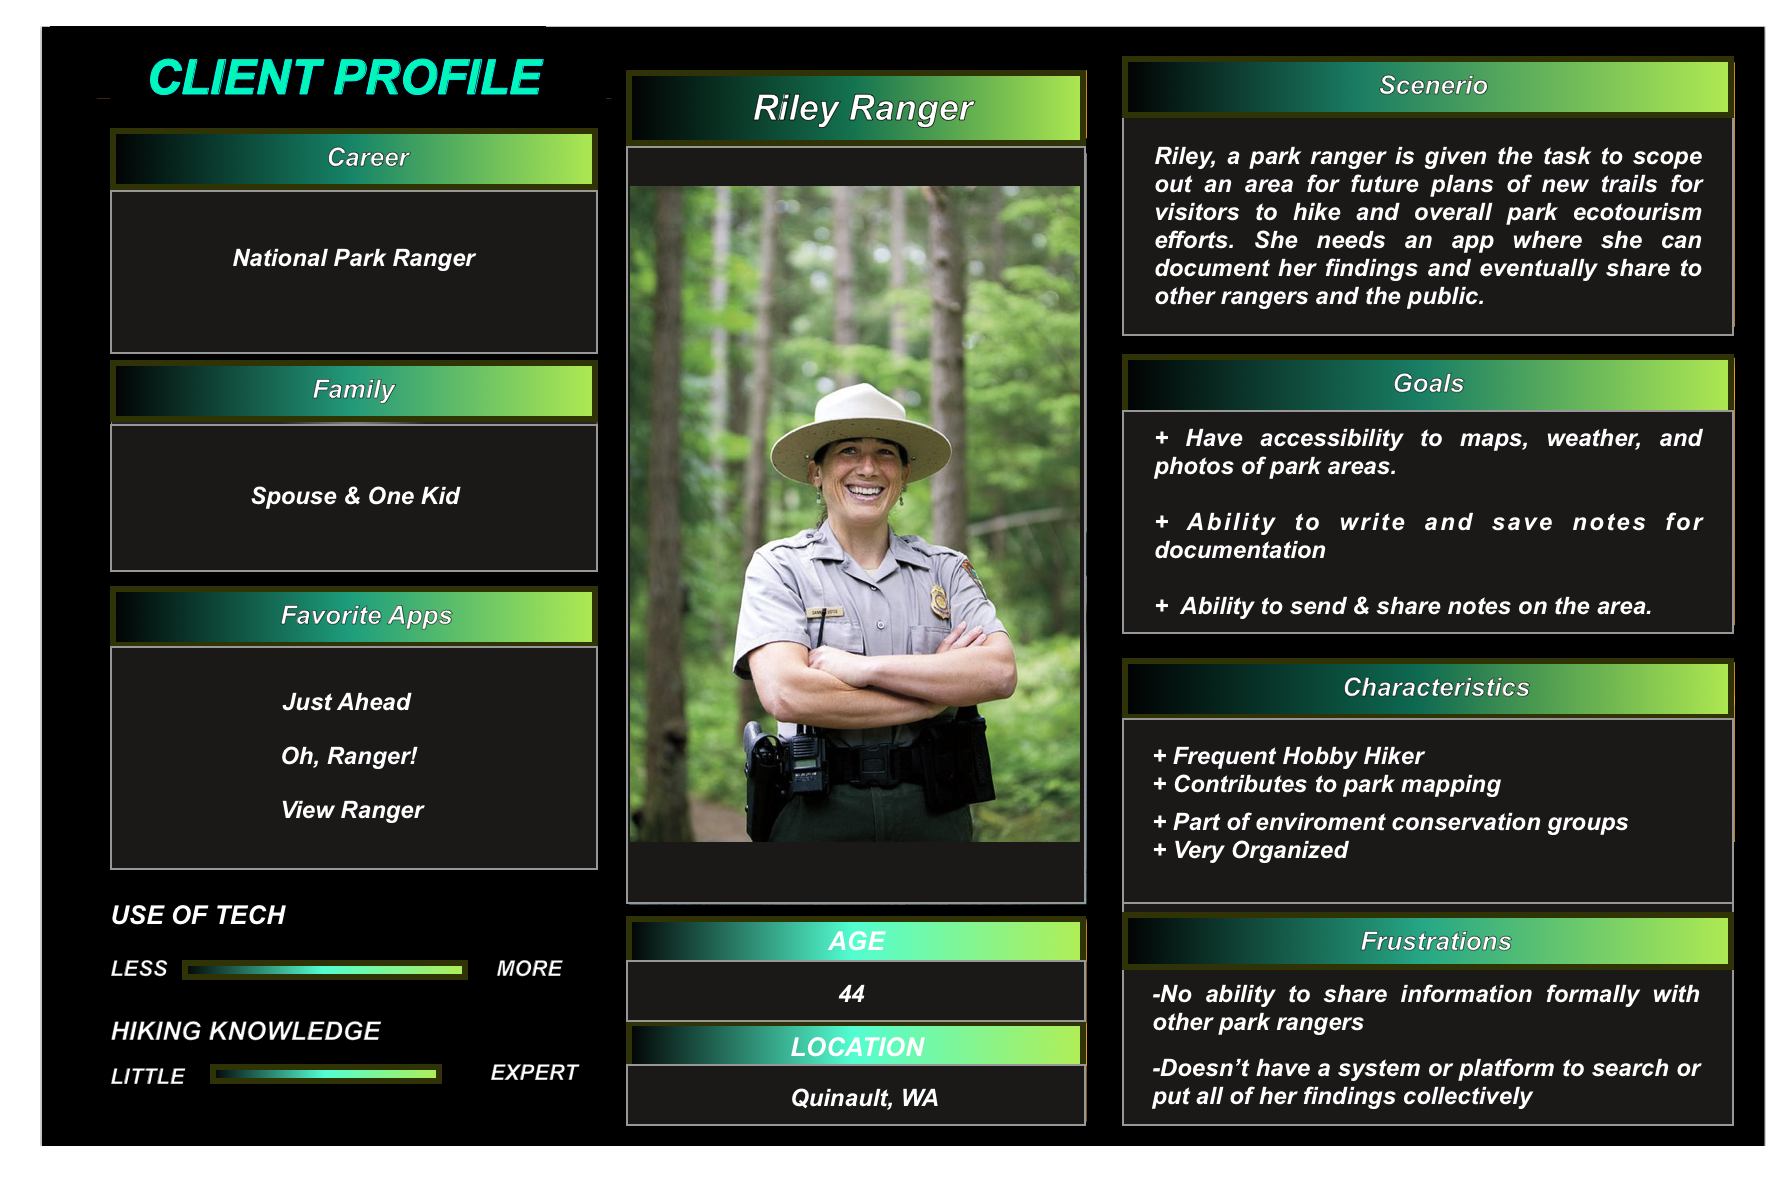 CLIENT PROFILE
Career
National Park Ranger
Family
Spouse & One Kid
Favorite Apps
Just Ahead
Oh, Ranger!
View Ranger
USE OF TECH
LESS MORE
HIKING KNOWLEDGE
LITTLE EXPERT
Riley Ranger
AGE
44
LOCATION
Quinault, WA
Scenerio
Riley, a park ranger is given the task to scope
out an area for future plans of new trails for
visitors to hike and overall park ecotourism
efforts. She needs an app where she can
document her findings and eventually share to
other rangers and the public.
Goals
+ Have accessibility to maps, weather, and
photos of park areas.
+ Ability to write and save notes for
documentation
+ Ability to send & share notes on the area.
Characteristics
+ Frequent Hobby Hiker
+ Contributes to park mapping
+ Part of enviroment conservation groups
+ Very Organized
Frustrations
-No ability to share information formally with
other park rangers
-Doesn’t have a system or platform to search or
put all of her findings collectively